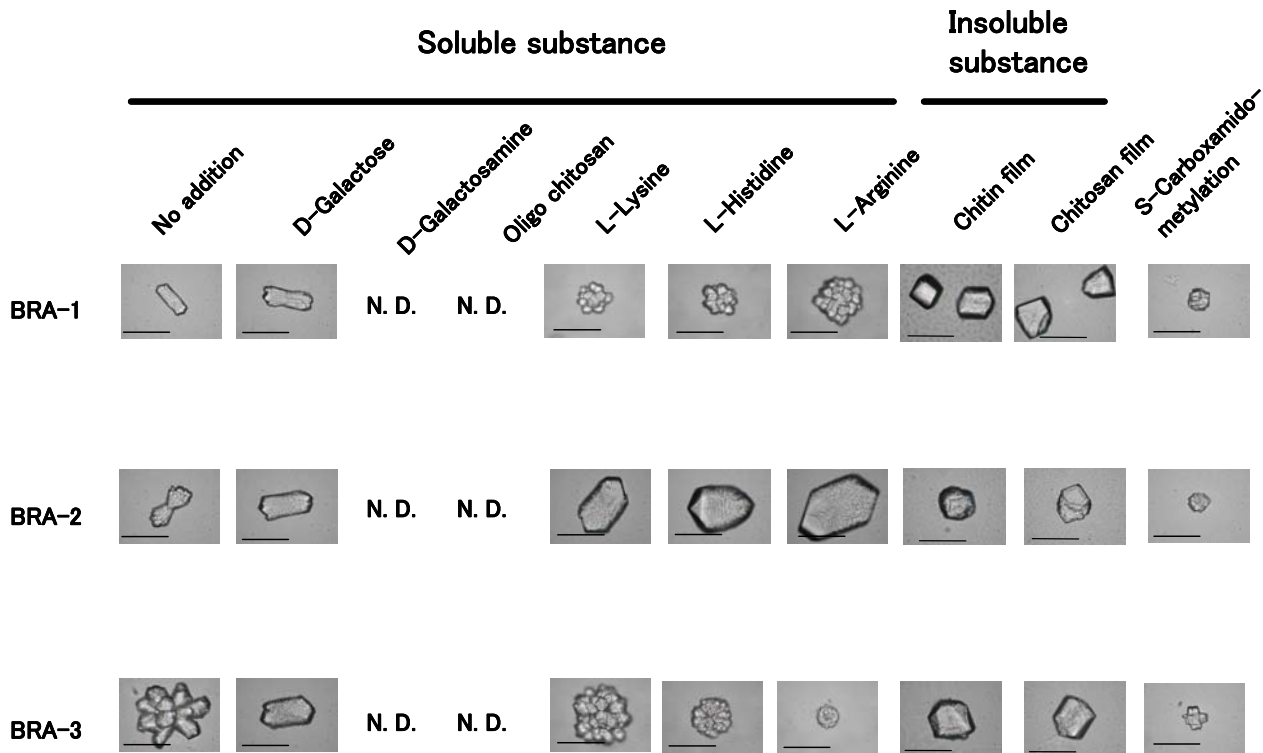 Soluble substance
Insoluble
substance
No addition
D-Galactose
D-Galactosamine
Oligo chitosan
L-Lysine
L-Histidine
L-Arginine
Chitin film
Chitosan film
S-Carboxamido-
metylation
BRA-1
N. D.
N. D.
BRA-2
N. D.
N. D.
BRA-3
N. D.
N. D.